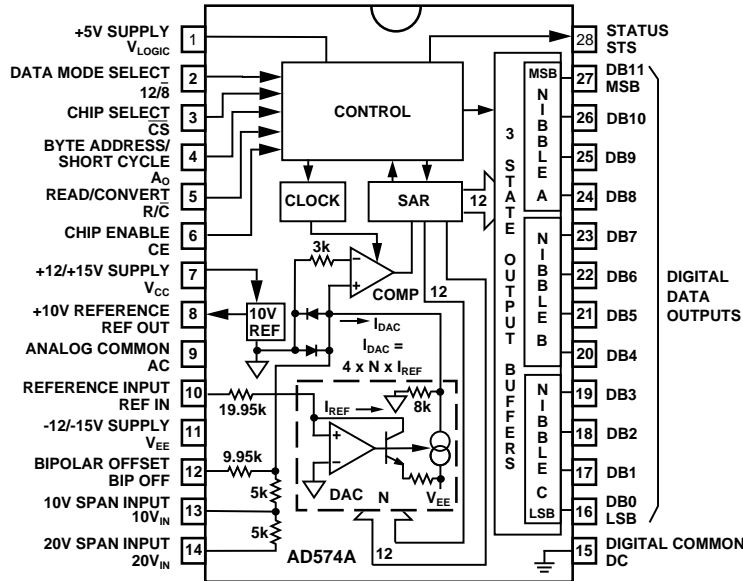 +5V SUPPLY
VLOGIC
1
DATA MODE SELECT
12/8̅
2
CHIP SELECT
C̅S̅
3
BYTE ADDRESS/
SHORT CYCLE
AO
4
READ/CONVERT
R/C̅
5
CHIP ENABLE
CE
6
+12/+15V SUPPLY
VCC
7
+10V REFERENCE
REF OUT
8
ANALOG COMMON
AC
9
REFERENCE INPUT
REF IN
10
-12/-15V SUPPLY
VEE
11
BIPOLAR OFFSET
BIP OFF
12
10V SPAN INPUT
10VIN
13
20V SPAN INPUT
20VIN
14
CONTROL
CLOCK
SAR
12
3k
COMP
12
10V
REF
IDAC
IDAC =
4 x N x IREF
19.95k
IREF
8k
9.95k
5k
5k
DAC
N
VEE
12
AD574A
3 STATE OUTPUT BUFFERS
MSB
NIBBLE A
NIBBLE B
NIBBLE C
LSB
28
STATUS
STS
27
DB11
MSB
26
DB10
25
DB9
24
DB8
23
DB7
22
DB6
21
DB5
20
DB4
19
DB3
18
DB2
17
DB1
16
DB0
LSB
15
DIGITAL COMMON
DC
DIGITAL
DATA
OUTPUTS